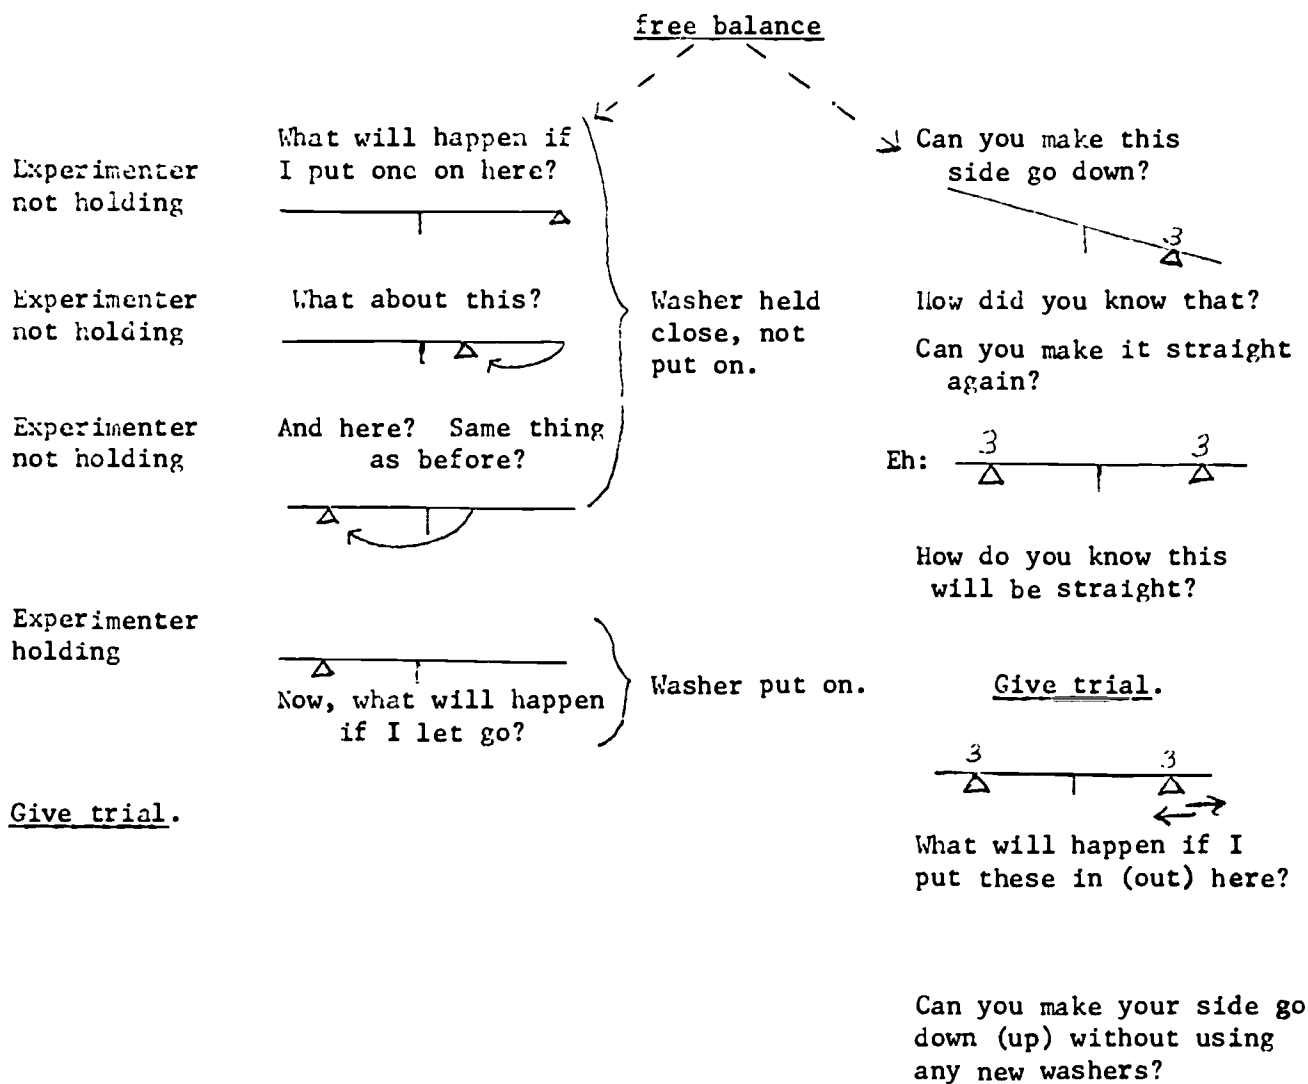 free balance
Experimenter
not holding
What will happen if
I put one on here?
Experimenter
not holding
What about this?
Experimenter
not holding
And here? Same thing
as before?
Washer held
close, not
put on.
Experimenter
holding
Now, what will happen
if I let go?
Washer put on.
Give trial.
Can you make this
side go down?
3
How did you know that?
Can you make it straight
again?
Eh:
3 3
How do you know this
will be straight?
Give trial.
3 3
What will happen if I
put these in (out) here?
Can you make your side go
down (up) without using
any new washers?